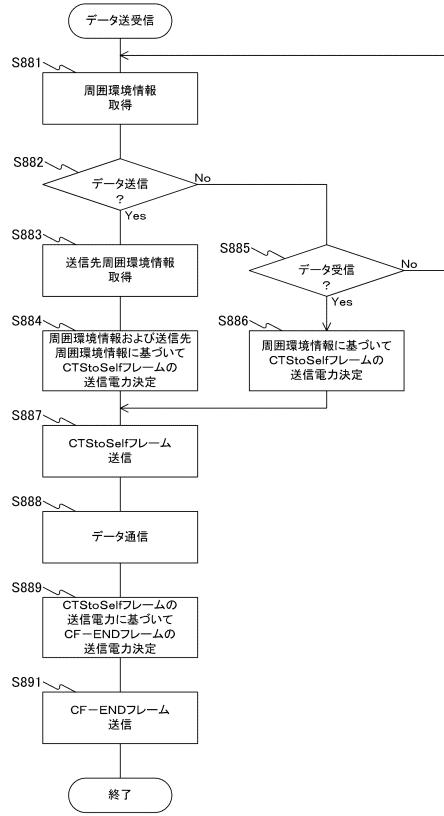 データ送受信
S881
周囲環境情報
取得
S882
データ送信
?
No
Yes
S883
送信先周囲環境情報
取得
S885
データ受信
?
No
Yes
S884
周囲環境情報および送信先
周囲環境情報に基づいて
CTStoSelfフレームの
送信電力決定
S886
周囲環境情報に基づいて
CTStoSelfフレームの
送信電力決定
S887
CTStoSelfフレーム
送信
S888
データ通信
S889
CTStoSelfフレームの
送信電力に基づいて
CF-ENDフレームの
送信電力決定
S891
CF-ENDフレーム
送信
終了